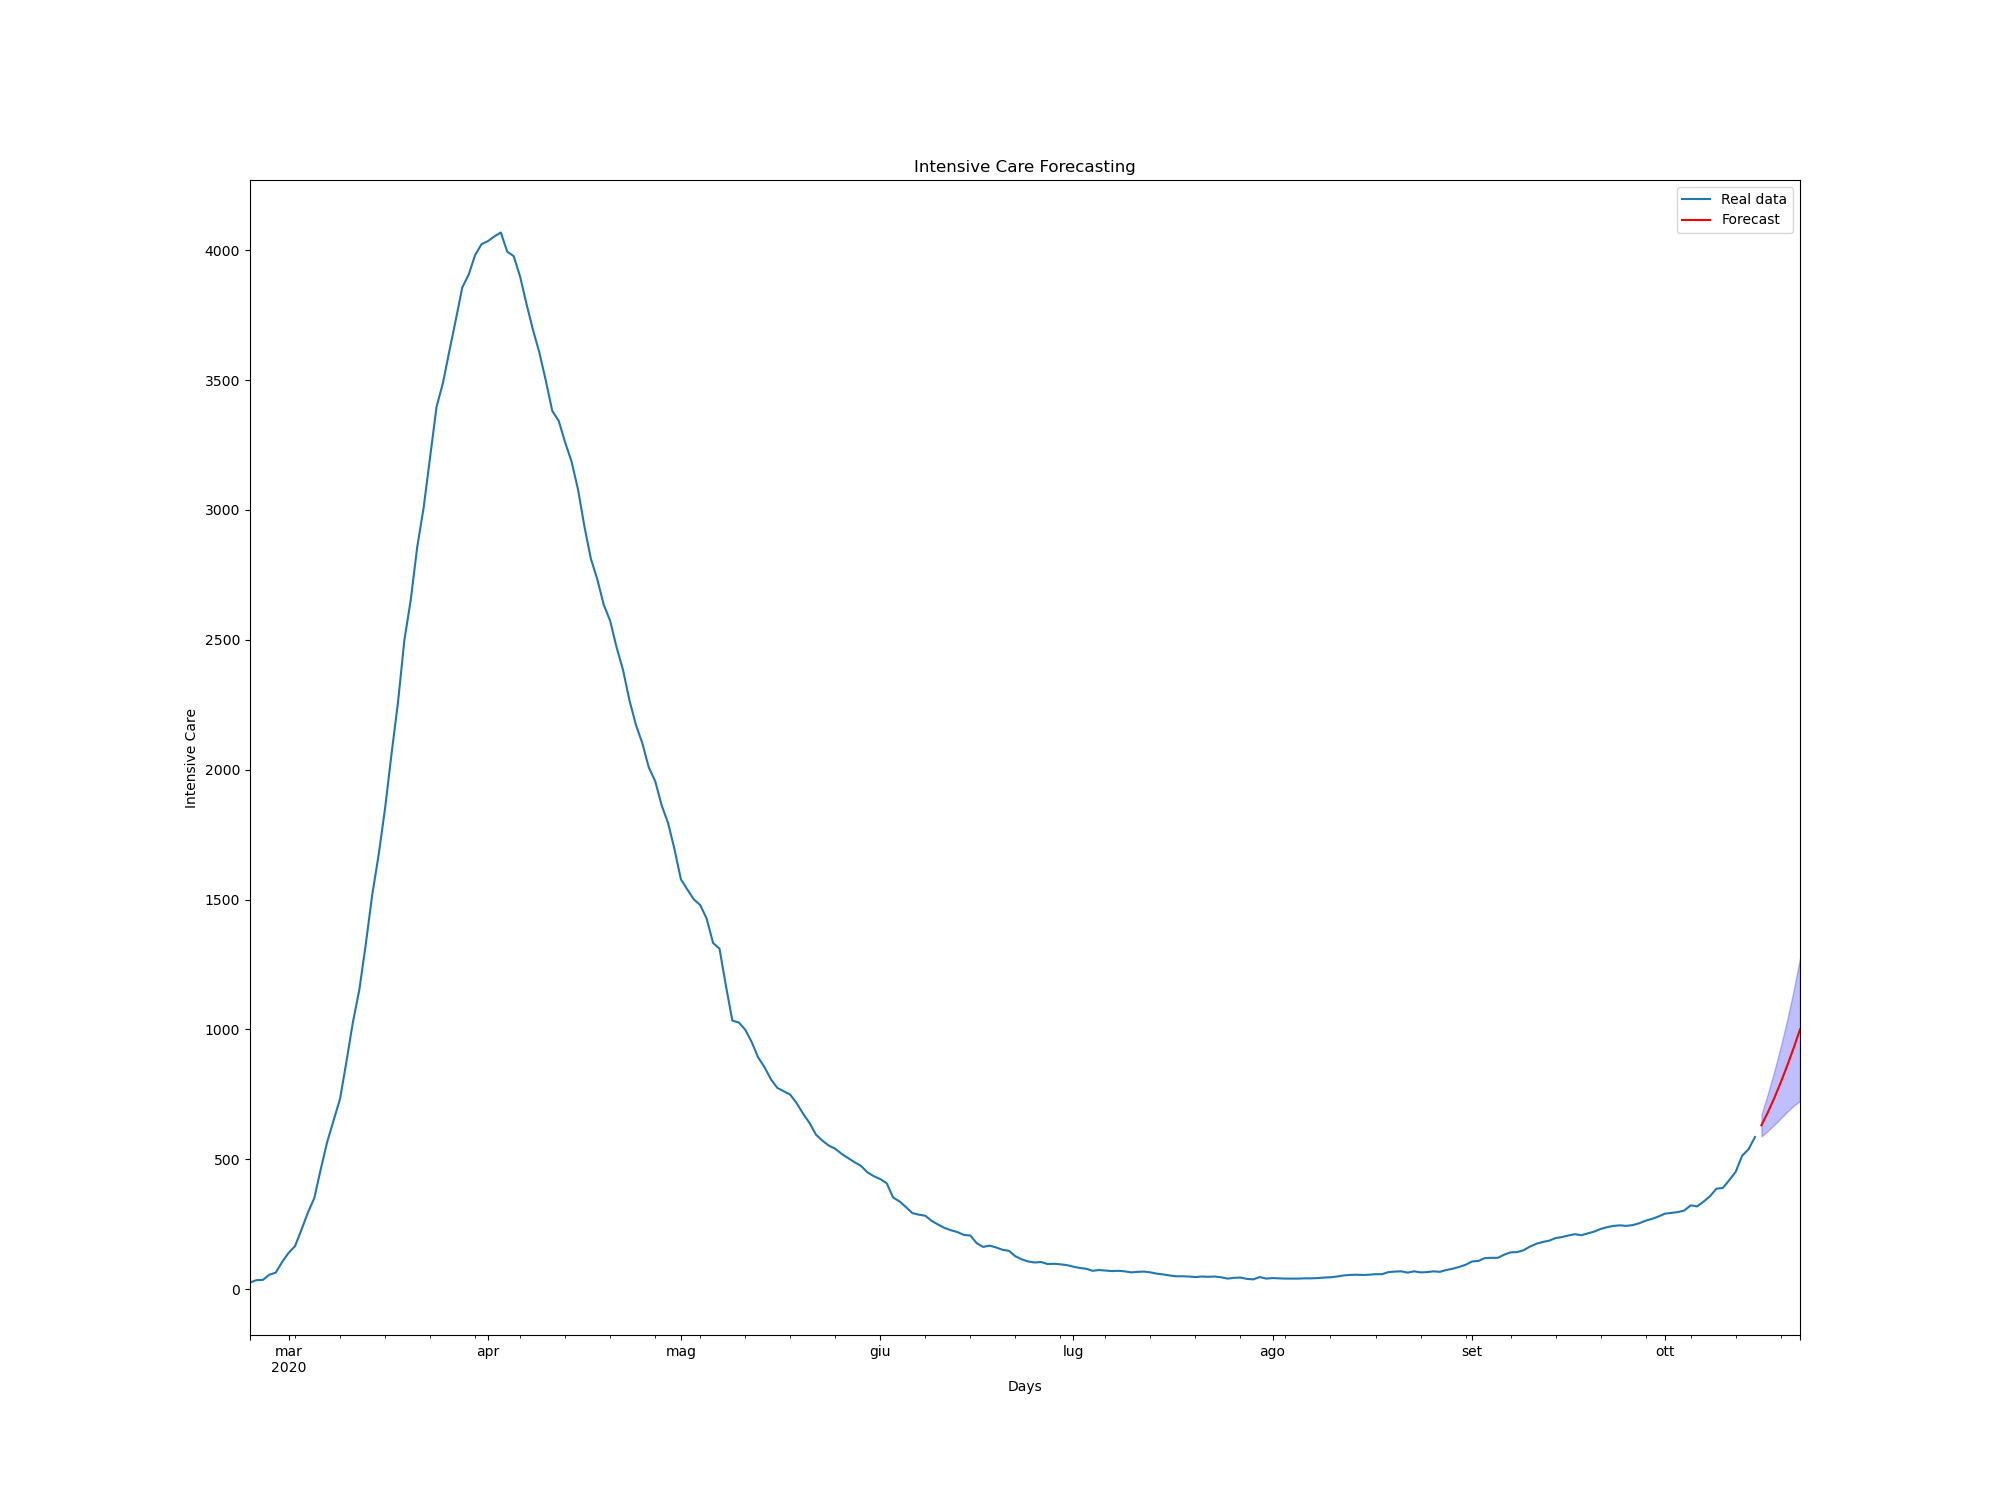 Intensive Care Forecasting
Real data
Forecast
4000
3500
3000
2500
2000
1500
1000
500
0
Intensive Care
mar apr mag giu lug ago set ott
2020
Days